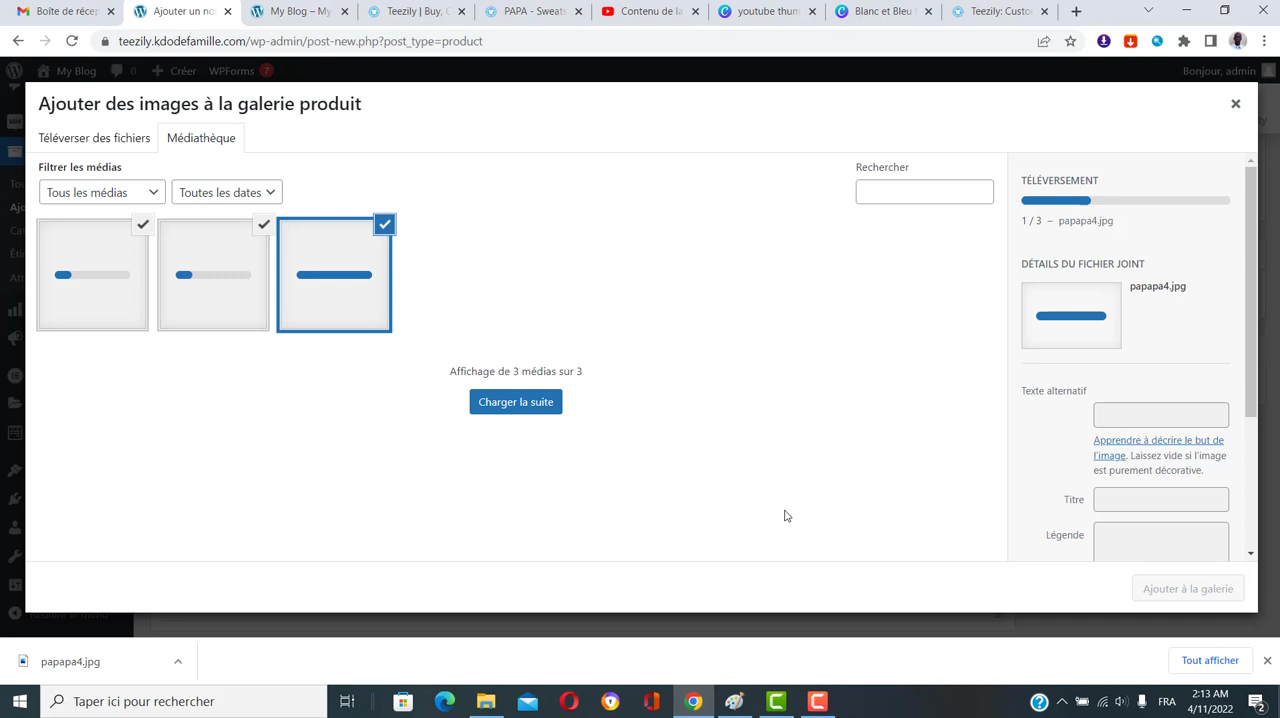 Boîte de récep
Ajouter un no
My Blog – My
Teezily | Buy, C
PAPA - Sweats
Contenu de la
youtube thum
Blanc et Bleu
Teezily: Custo
teezily.kdodefamille.com/wp-admin/post-new.php?post_type=product
My Blog
0
Créer
WPForms
7
Bonjour, admin
Ajouter des images à la galerie produit
Téléverser des fichiers
Médiathèque
Filtrer les médias
Rechercher
Tous les médias
Toutes les dates
TÉLÉVERSEMENT
1 / 3 – papapa4.jpg
DÉTAILS DU FICHIER JOINT
papapa4.jpg
Affichage de 3 médias sur 3
Charger la suite
Texte alternatif
Apprendre à décrire le but de
l'image. Laissez vide si l'image
est purement décorative.
Titre
Légende
Ajouter à la galerie
papapa4.jpg
Tout afficher
Taper ici pour rechercher
FRA
2:13 AM
4/11/2022
2